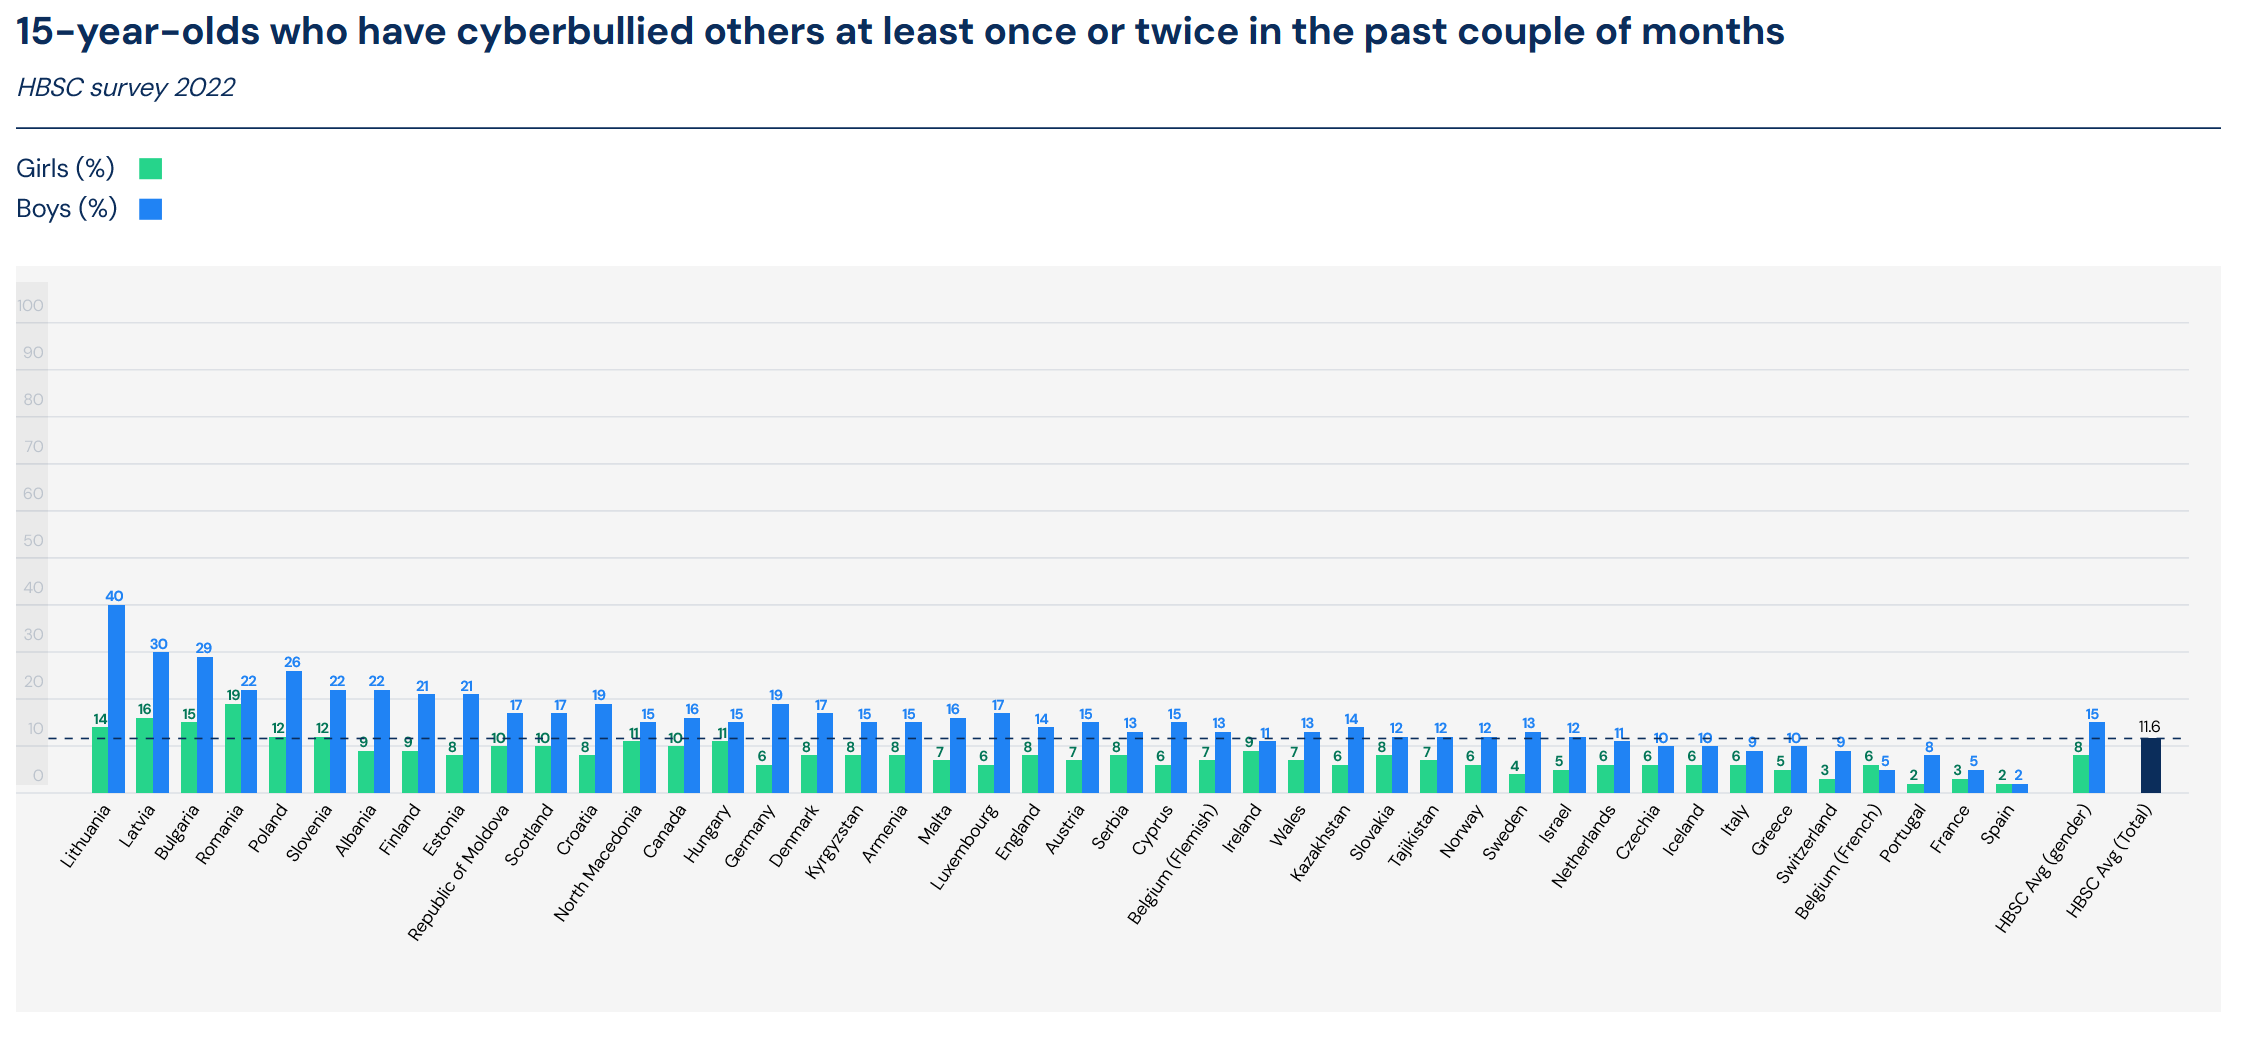 15-year-olds who have cyberbullied others at least once or twice in the past couple of months
HBSC survey 2022
Girls (%)
Boys (%)
100
90
80
70
60
50
40
30
20
10
0
14 40
16 30
15 29
19 22
12 26
12 22
9 22
9 21
8 21
10 17
10 17
8 19
11 15
10 16
11 15
6 19
8 17
8 15
8 15
7 16
6 17
8 14
7 15
8 13
6 15
7 13
9 11
7 13
6 14
8 12
7 12
6 12
4 13
5 12
6 11
6 10
6 10
6 9
5 10
3 9
6 5
2 8
3 5
2 2
8 15
11.6
Lithuania
Latvia
Bulgaria
Romania
Poland
Slovenia
Albania
Finland
Estonia
Republic of Moldova
Scotland
Croatia
North Macedonia
Canada
Hungary
Germany
Denmark
Kyrgyzstan
Armenia
Malta
Luxembourg
England
Austria
Serbia
Cyprus
Belgium (Flemish)
Ireland
Wales
Kazakhstan
Slovakia
Tajikistan
Norway
Sweden
Israel
Netherlands
Czechia
Iceland
Italy
Greece
Switzerland
Belgium (French)
Portugal
France
Spain
HBSC Avg (gender)
HBSC Avg (Total)